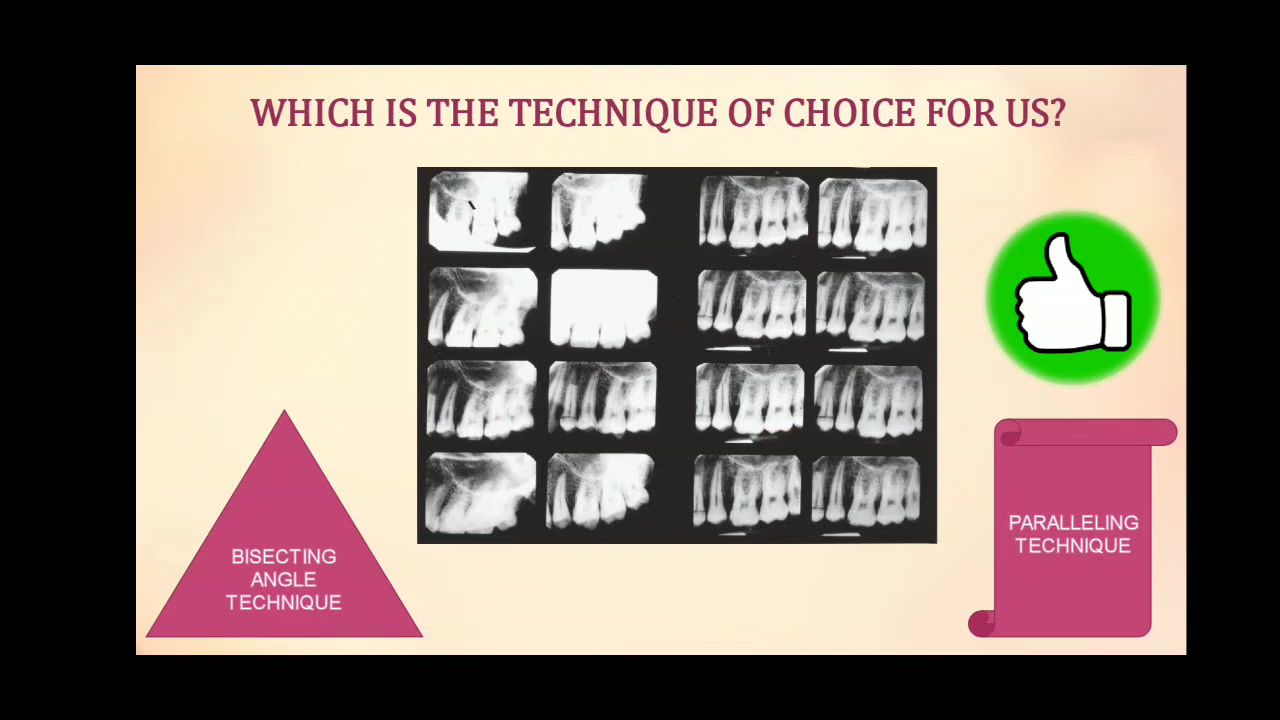 WHICH IS THE TECHNIQUE OF CHOICE FOR US?
BISECTING
ANGLE
TECHNIQUE
PARALLELING
TECHNIQUE